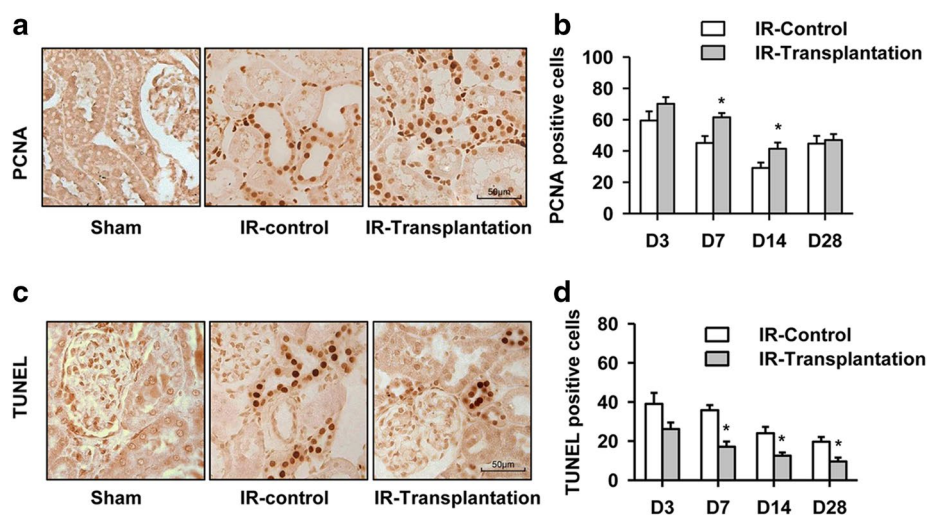 a
PCNA
50μm
Sham IR-control IR-Transplantation
b
IR-Control
IR-Transplantation
PCNA positive cells
100
80
60
40
20
0
* *
D3 D7 D14 D28
c
TUNEL
50μm
Sham IR-control IR-Transplantation
d
IR-Control
IR-Transplantation
TUNEL positive cells
80
60
40
20
0
* * *
D3 D7 D14 D28